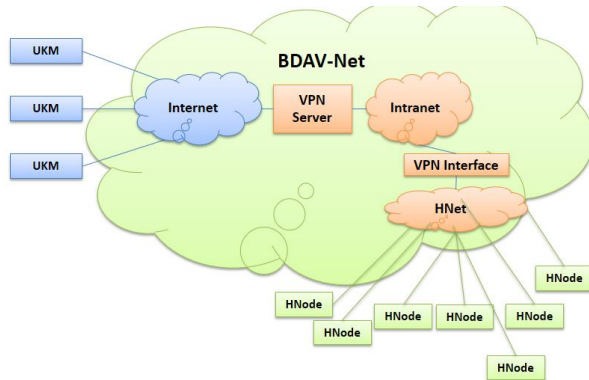 BDAV-Net
UKM
UKM
UKM
Internet
VPN
Server
Intranet
VPN Interface
HNet
HNode
HNode
HNode
HNode
HNode
HNode
HNode